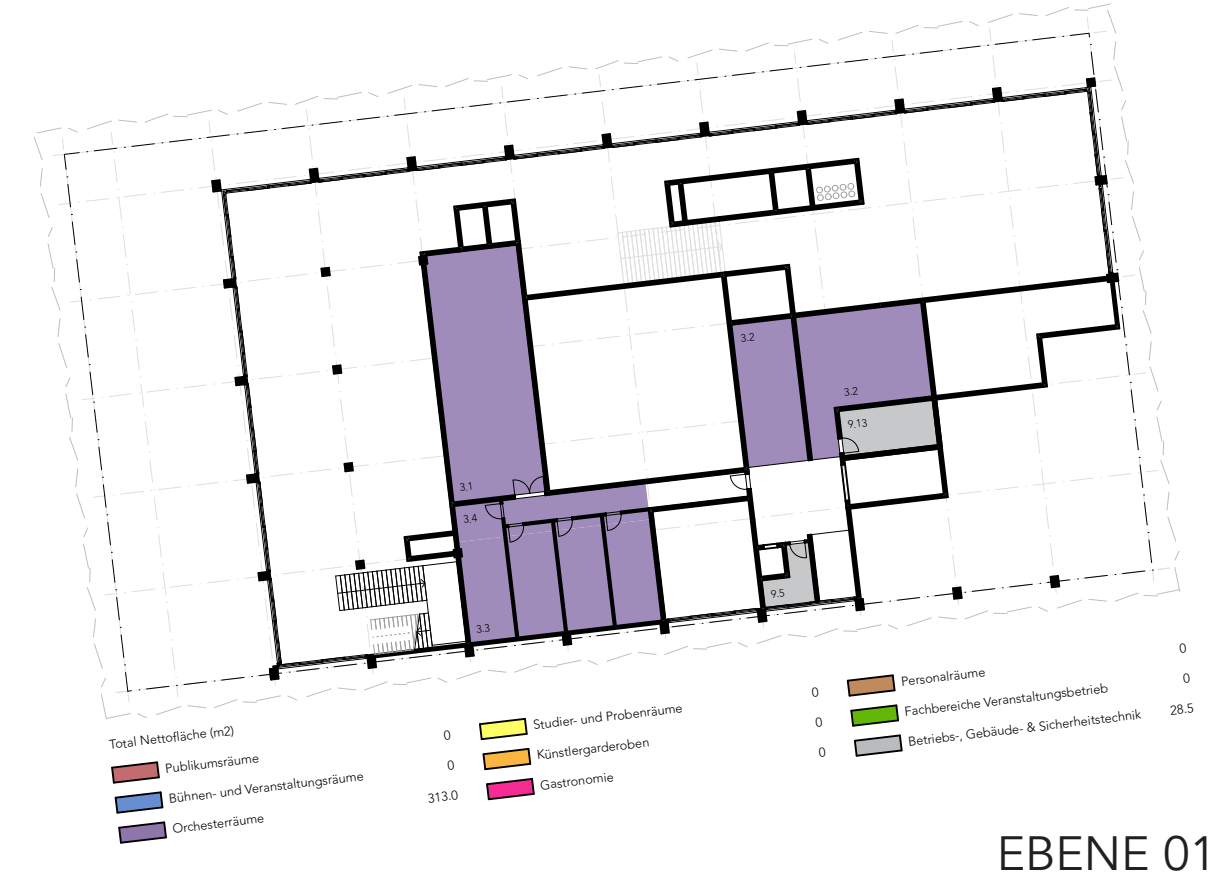 3.2
3.2
9.13
3.1
3.4
9.5
3.3
Total Nettofläche (m2)
Publikumsräume 0
Bühnen- und Veranstaltungsräume 0
Orchesterräume 313.0
Studier- und Probenräume 0
Künstlergarderoben 0
Gastronomie 0
Personalräume 0
Fachbereiche Veranstaltungsbetrieb 0
Betriebs-, Gebäude- & Sicherheitstechnik 28.5
EBENE 01